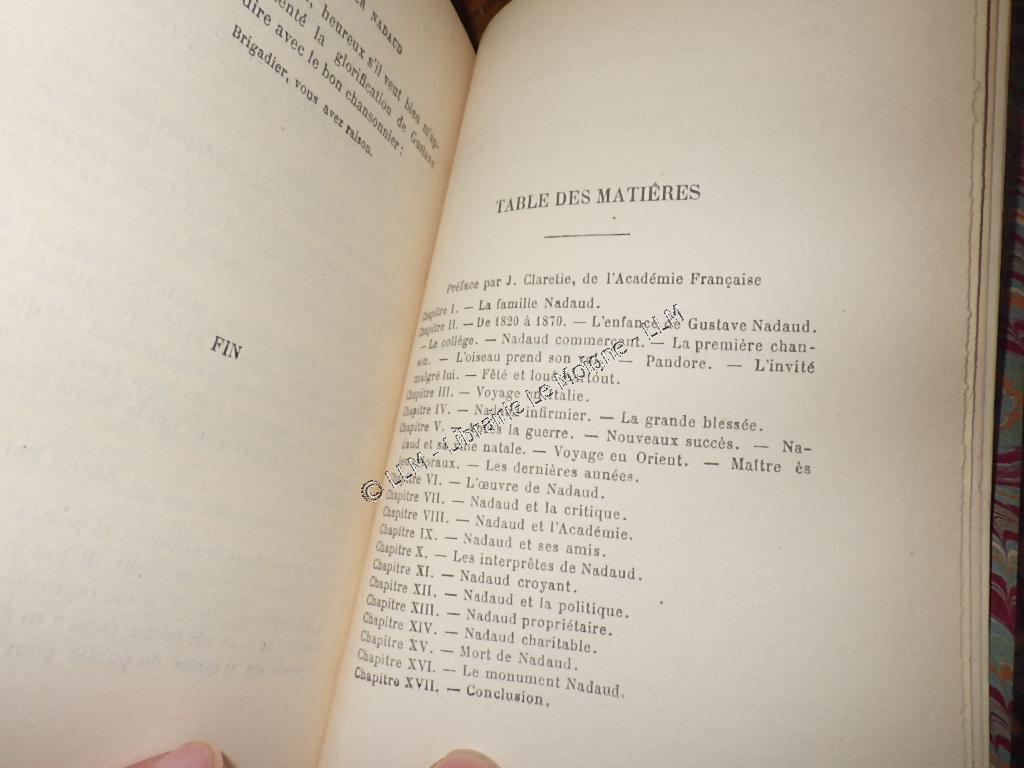 R NADAUD
, heureux s'il veut bien m'ap-
enté la glorification de Gustave
dire avec le bon chansonnier :
Brigadier, vous avez raison.
FIN
TABLE DES MATIÈRES
Préface par J. Claretie, de l'Académie Française
Chapitre I. — La famille Nadaud.
Chapitre II. — De 1820 à 1870. — L'enfance de Gustave Nadaud.
— Le collège. — Nadaud commerçant. — La première chan-
son. — L'oiseau prend son — Pandore. — L'invité
malgré lui. — Fêté et loué partout.
Chapitre III. — Voyage en Italie.
Chapitre IV. — Nadaud infirmier. — La grande blessée.
Chapitre V. — Après la guerre. — Nouveaux succès. — Na-
daud et sa ville natale. — Voyage en Orient. — Maître ès
jeux floraux. — Les dernières années.
Chapitre VI. — L'œuvre de Nadaud.
Chapitre VII. — Nadaud et la critique.
Chapitre VIII. — Nadaud et l'Académie.
Chapitre IX. — Nadaud et ses amis.
Chapitre X. — Les interprêtes de Nadaud.
Chapitre XI. — Nadaud croyant.
Chapitre XII. — Nadaud et la politique.
Chapitre XIII. — Nadaud propriétaire.
Chapitre XIV. — Nadaud charitable.
Chapitre XV. — Mort de Nadaud.
Chapitre XVI. — Le monument Nadaud.
Chapitre XVII. — Conclusion.
© LLM - Librairie Le Moigne - LLM